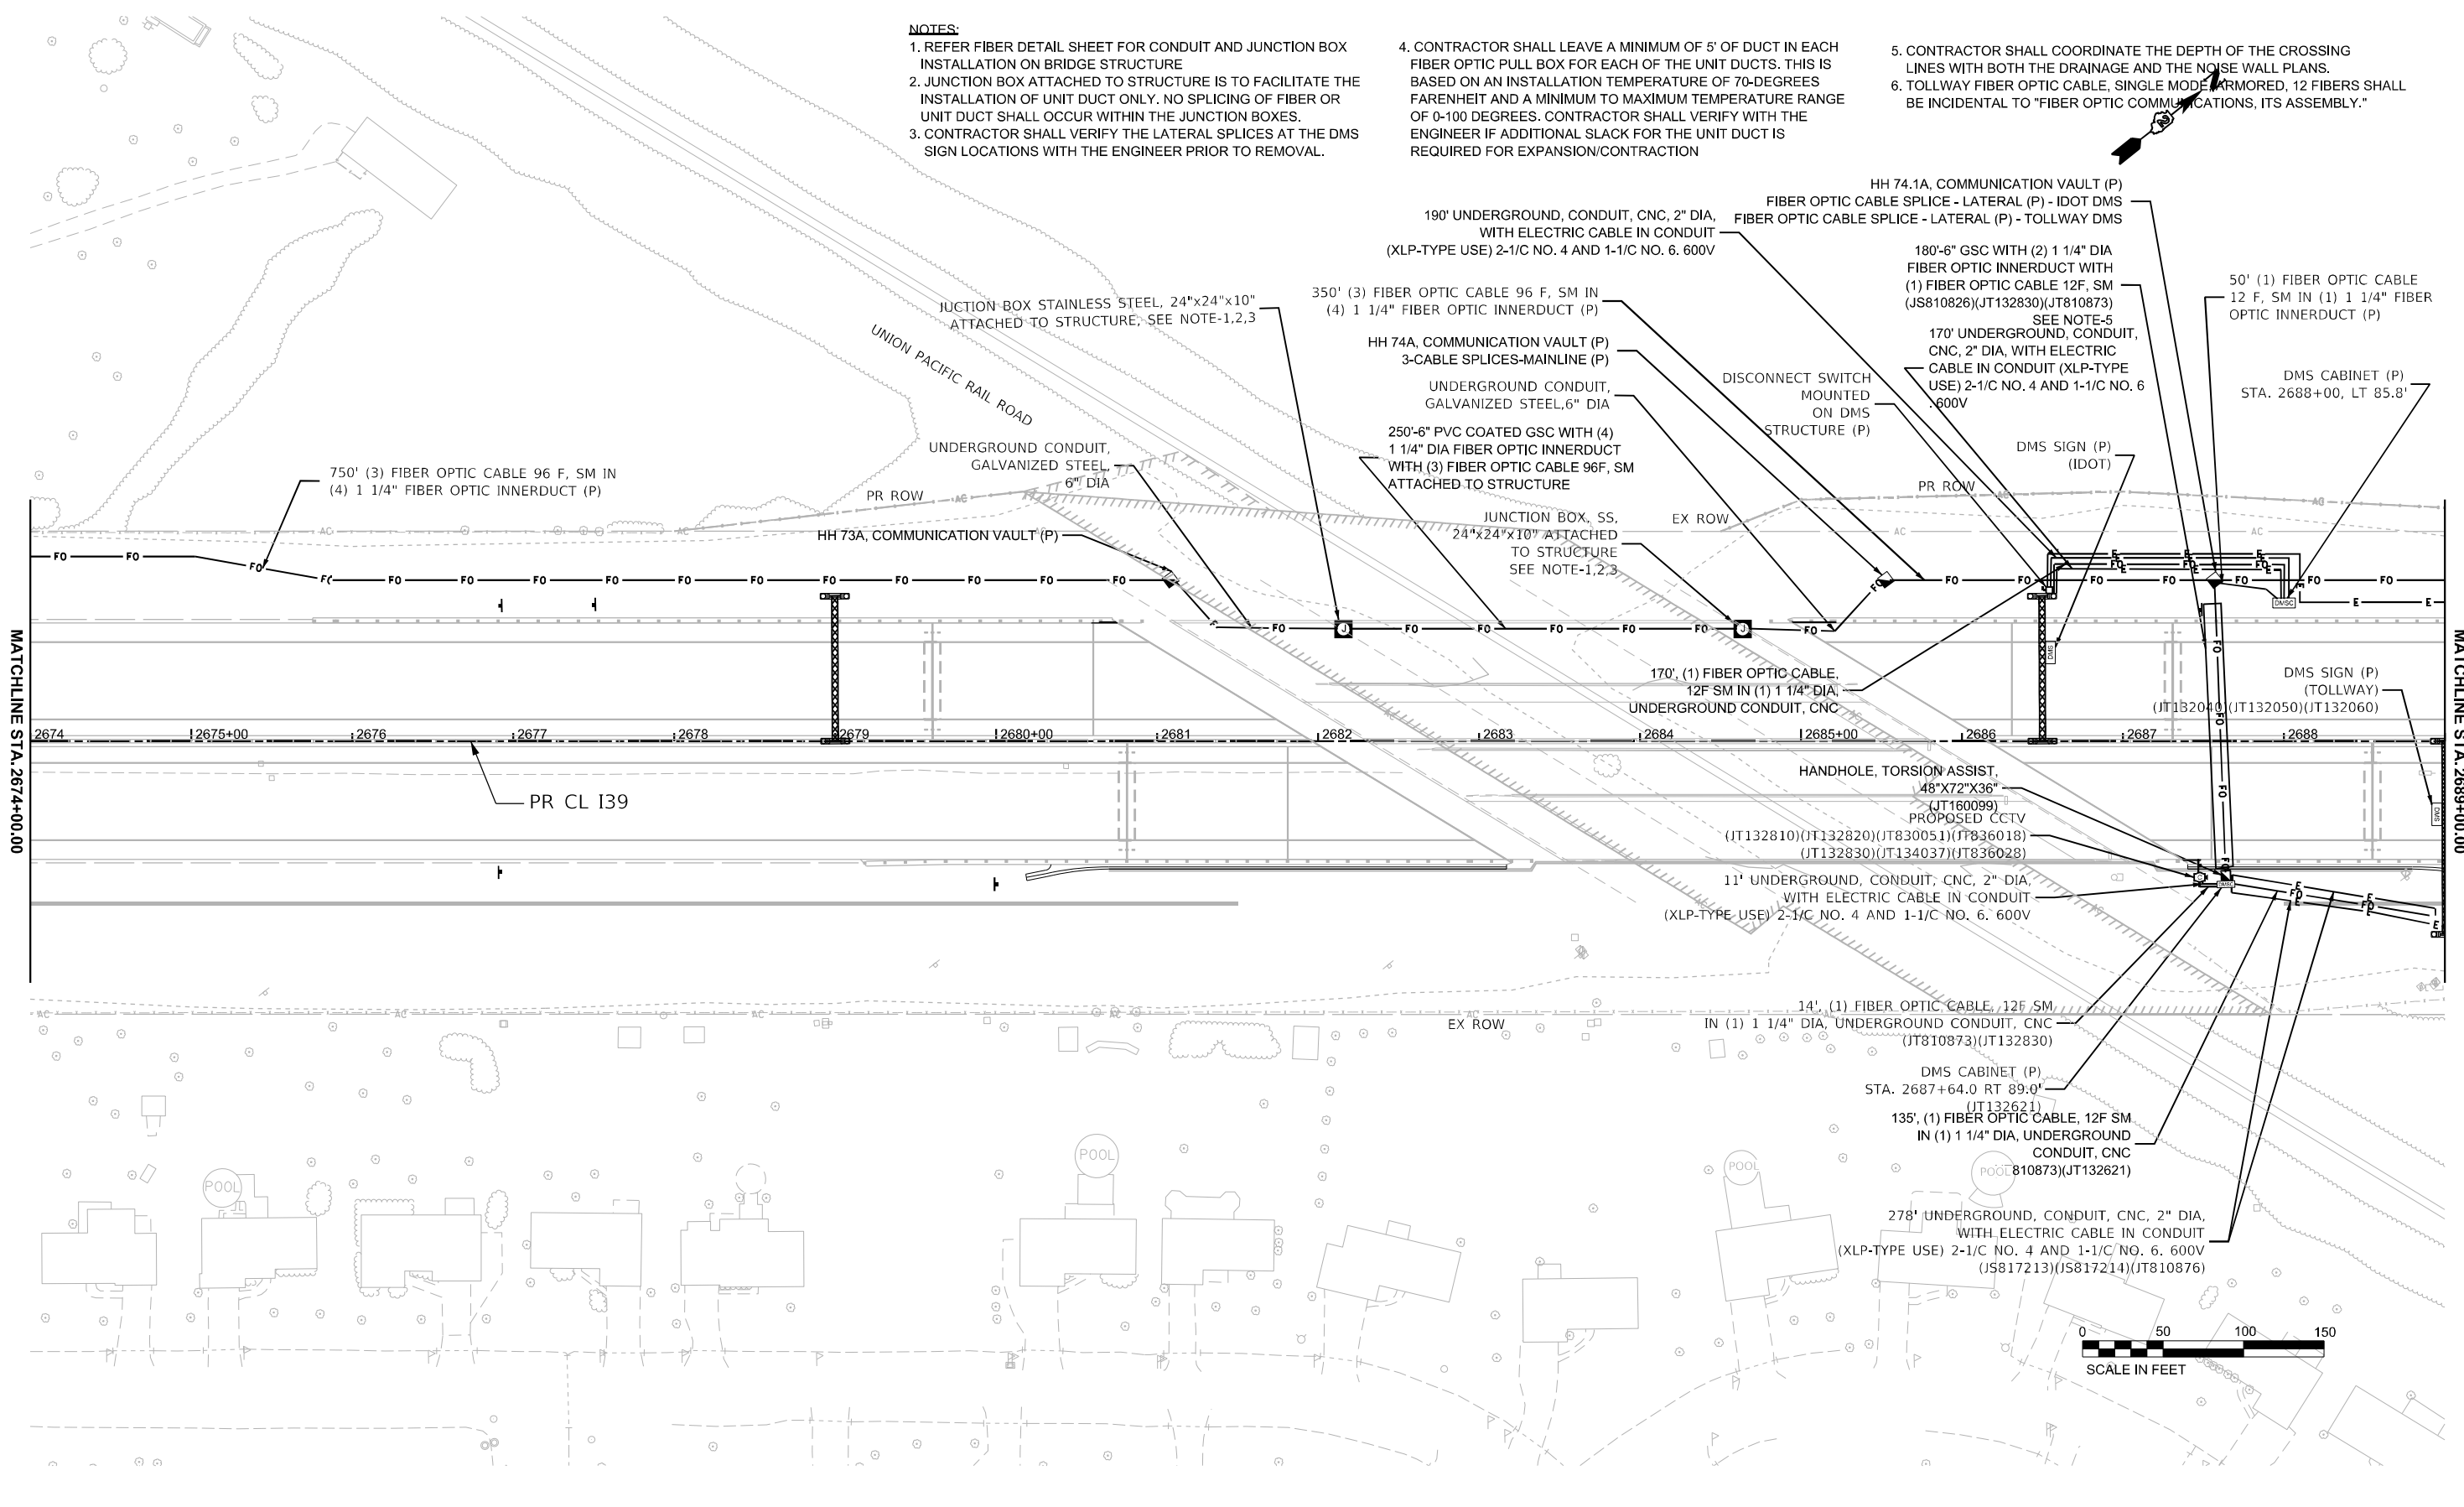 NOTES:
1. REFER FIBER DETAIL SHEET FOR CONDUIT AND JUNCTION BOX
INSTALLATION ON BRIDGE STRUCTURE
2. JUNCTION BOX ATTACHED TO STRUCTURE IS TO FACILITATE THE
INSTALLATION OF UNIT DUCT ONLY. NO SPLICING OF FIBER OR
UNIT DUCT SHALL OCCUR WITHIN THE JUNCTION BOXES.
3. CONTRACTOR SHALL VERIFY THE LATERAL SPLICES AT THE DMS
SIGN LOCATIONS WITH THE ENGINEER PRIOR TO REMOVAL.
4. CONTRACTOR SHALL LEAVE A MINIMUM OF 5' OF DUCT IN EACH
FIBER OPTIC PULL BOX FOR EACH OF THE UNIT DUCTS. THIS IS
BASED ON AN INSTALLATION TEMPERATURE OF 70-DEGREES
FARENHEIT AND A MINIMUM TO MAXIMUM TEMPERATURE RANGE
OF 0-100 DEGREES. CONTRACTOR SHALL VERIFY WITH THE
ENGINEER IF ADDITIONAL SLACK FOR THE UNIT DUCT IS
REQUIRED FOR EXPANSION/CONTRACTION
5. CONTRACTOR SHALL COORDINATE THE DEPTH OF THE CROSSING
LINES WITH BOTH THE DRAINAGE AND THE NOISE WALL PLANS.
6. TOLLWAY FIBER OPTIC CABLE, SINGLE MODE ARMORED, 12 FIBERS SHALL
BE INCIDENTAL TO "FIBER OPTIC COMMUNICATIONS, ITS ASSEMBLY."
HH 74.1A, COMMUNICATION VAULT (P)
FIBER OPTIC CABLE SPLICE - LATERAL (P) - IDOT DMS
FIBER OPTIC CABLE SPLICE - LATERAL (P) - TOLLWAY DMS
190' UNDERGROUND, CONDUIT, CNC, 2" DIA,
WITH ELECTRIC CABLE IN CONDUIT
(XLP-TYPE USE) 2-1/C NO. 4 AND 1-1/C NO. 6. 600V
180'-6" GSC WITH (2) 1 1/4" DIA
FIBER OPTIC INNERDUCT WITH
(1) FIBER OPTIC CABLE 12F, SM
(JS810826)(JT132830)(JT810873)
SEE NOTE-5
50' (1) FIBER OPTIC CABLE
12 F, SM IN (1) 1 1/4" FIBER
OPTIC INNERDUCT (P)
JUCTION BOX STAINLESS STEEL, 24"x24"x10"
ATTACHED TO STRUCTURE, SEE NOTE-1,2,3
350' (3) FIBER OPTIC CABLE 96 F, SM IN
(4) 1 1/4" FIBER OPTIC INNERDUCT (P)
HH 74A, COMMUNICATION VAULT (P)
3-CABLE SPLICES-MAINLINE (P)
170' UNDERGROUND, CONDUIT,
CNC, 2" DIA, WITH ELECTRIC
CABLE IN CONDUIT (XLP-TYPE
USE) 2-1/C NO. 4 AND 1-1/C NO. 6
. 600V
UNION PACIFIC RAIL ROAD
UNDERGROUND CONDUIT,
GALVANIZED STEEL,6" DIA
DISCONNECT SWITCH
MOUNTED
ON DMS
STRUCTURE (P)
DMS CABINET (P)
STA. 2688+00, LT 85.8'
250'-6" PVC COATED GSC WITH (4)
1 1/4" DIA FIBER OPTIC INNERDUCT
WITH (3) FIBER OPTIC CABLE 96F, SM
ATTACHED TO STRUCTURE
UNDERGROUND CONDUIT,
GALVANIZED STEEL,
6" DIA
DMS SIGN (P)
(IDOT)
750' (3) FIBER OPTIC CABLE 96 F, SM IN
(4) 1 1/4" FIBER OPTIC INNERDUCT (P)
PR ROW
PR ROW
EX ROW
HH 73A, COMMUNICATION VAULT (P)
JUNCTION BOX, SS,
24"x24"x10" ATTACHED
TO STRUCTURE
SEE NOTE-1,2,3
170', (1) FIBER OPTIC CABLE,
12F SM IN (1) 1 1/4" DIA,
UNDERGROUND CONDUIT, CNC
DMS SIGN (P)
(TOLLWAY)
(JT132040)(JT132050)(JT132060)
MATCHLINE STA. 2674+00.00
MATCHLINE STA. 2689+00.00
2674 2675+00 2676 2677 2678 2679 2680+00 2681 2682 2683 2684 2685+00 2686 2687 2688
PR CL I39
HANDHOLE, TORSION ASSIST,
48"X72"X36"
(JT160099)
PROPOSED CCTV
(JT132810)(JT132820)(JT830051)(JT836018)
(JT132830)(JT134037)(JT836028)
11' UNDERGROUND, CONDUIT, CNC, 2" DIA,
WITH ELECTRIC CABLE IN CONDUIT
(XLP-TYPE USE) 2-1/C NO. 4 AND 1-1/C NO. 6. 600V
14', (1) FIBER OPTIC CABLE, 12F SM
IN (1) 1 1/4" DIA, UNDERGROUND CONDUIT, CNC
(JT810873)(JT132830)
EX ROW
DMS CABINET (P)
STA. 2687+64.0 RT 89.0'
(JT132621)
135', (1) FIBER OPTIC CABLE, 12F SM
IN (1) 1 1/4" DIA, UNDERGROUND
CONDUIT, CNC
810873)(JT132621)
POOL
POOL
POOL
POOL
278' UNDERGROUND, CONDUIT, CNC, 2" DIA,
WITH ELECTRIC CABLE IN CONDUIT
(XLP-TYPE USE) 2-1/C NO. 4 AND 1-1/C NO. 6. 600V
(JS817213)(JS817214)(JT810876)
0 50 100 150
SCALE IN FEET